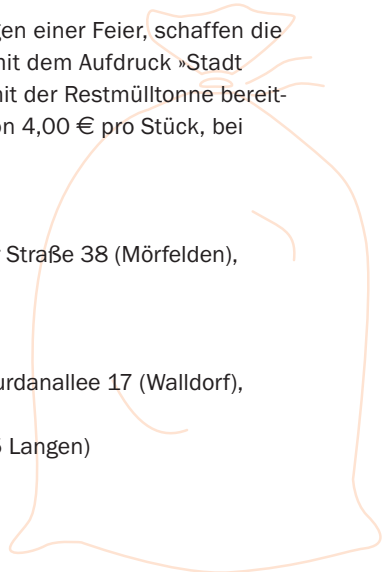 gen einer Feier, schaffen die
mit dem Aufdruck »Stadt
mit der Restmülltonne bereit-
on 4,00 € pro Stück, bei
Straße 38 (Mörfelden),
urdanallee 17 (Walldorf),
Langen)